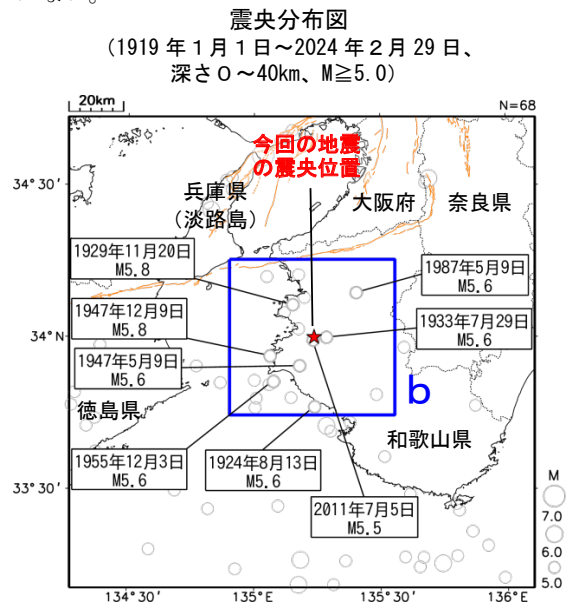 震央分布図
(1919 年1月1日～2024 年2月 29 日、
深さ０～40km、M≧5.0)
20km
N=68
今回の地震
の震央位置
34°30'
兵庫県
(淡路島)
大阪府
奈良県
1929年11月20日
M5.8
1987年5月9日
M5.6
1947年12月9日
M5.8
34°N
1933年7月29日
M5.6
1947年5月9日
M5.6
b
徳島県
和歌山県
1955年12月3日
M5.6
1924年8月13日
M5.6
33°30'
2011年7月5日
M5.5
M
7.0
6.0
5.0
134°30'
135°E
135°30'
136°E